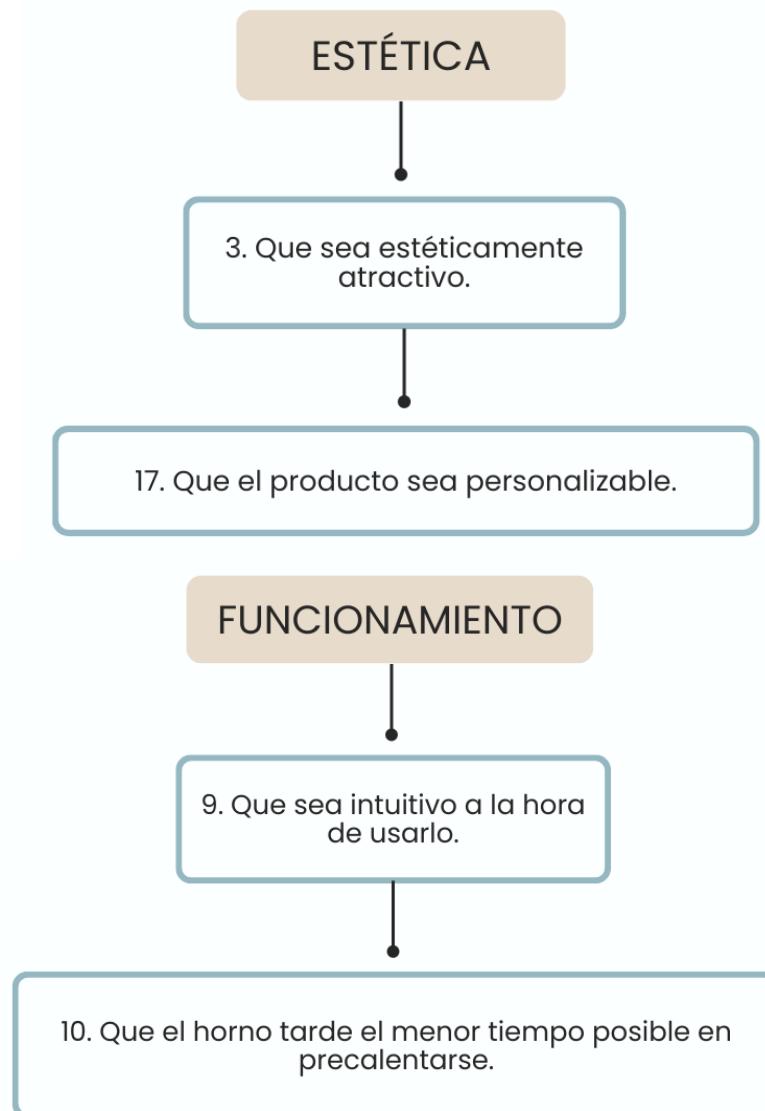 ESTÉTICA
3. Que sea estéticamente
atractivo.
17. Que el producto sea personalizable.
FUNCIONAMIENTO
9. Que sea intuitivo a la hora
de usarlo.
10. Que el horno tarde el menor tiempo posible en
precalentarse.